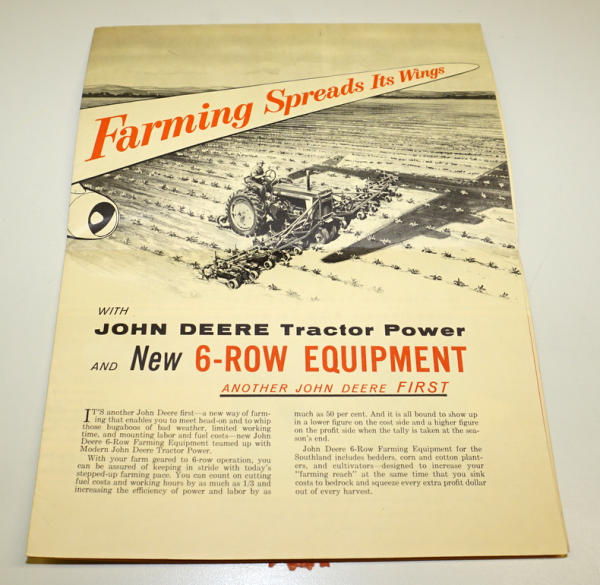 Farming Spreads Its Wings
WITH
JOHN DEERE Tractor Power
AND New 6-ROW EQUIPMENT
ANOTHER JOHN DEERE FIRST
IT'S another John Deere first—a new way of farm-
ing that enables you to meet head-on and to whip
those bugaboos of bad weather, limited working
time, and mounting labor and fuel costs—new John
Deere 6-Row Farming Equipment teamed up with
Modern John Deere Tractor Power.
With your farm geared to 6-row operation, you
can be assured of keeping in stride with today's
stepped-up farming pace. You can count on cutting
fuel costs and working hours by as much as 1/3 and
increasing the efficiency of power and labor by as
much as 50 per cent. And it is all bound to show up
in a lower figure on the cost side and a higher figure
on the profit side when the tally is taken at the sea-
son's end.
John Deere 6-Row Farming Equipment for the
Southland includes bedders, corn and cotton plant-
ers, and cultivators—designed to increase your
"farming reach" at the same time that you sink
costs to bedrock and squeeze every extra profit dollar
out of every harvest.